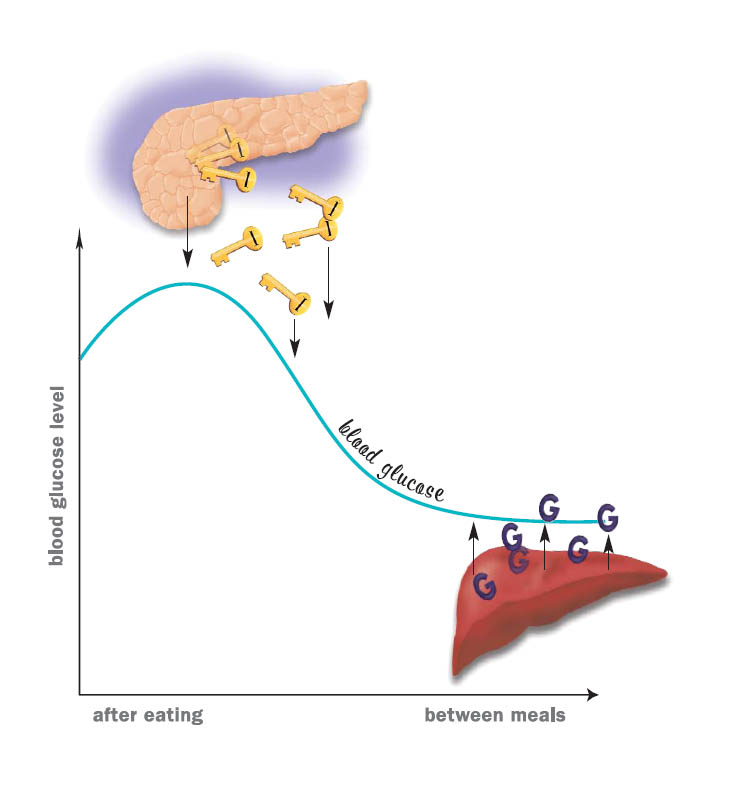 I
I
I
I
I
I
I
blood glucose level
blood glucose
G
G
G
G
G
G
after eating
between meals